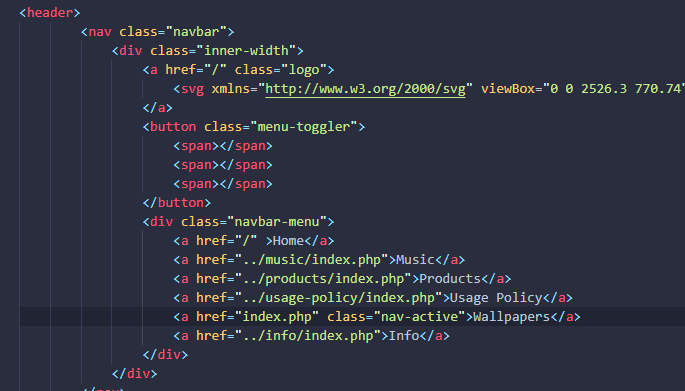 <header>
<nav class="navbar">
<div class="inner-width">
<a href="/" class="logo">
<svg xmlns="http://www.w3.org/2000/svg" viewBox="0 0 2526.3 770.74"
</a>
<button class="menu-toggler">
<span></span>
<span></span>
<span></span>
</button>
<div class="navbar-menu">
<a href="/" >Home</a>
<a href="../music/index.php">Music</a>
<a href="../products/index.php">Products</a>
<a href="../usage-policy/index.php">Usage Policy</a>
<a href="index.php" class="nav-active">Wallpapers</a>
<a href="../info/index.php">Info</a>
</div>
</div>
</nav>